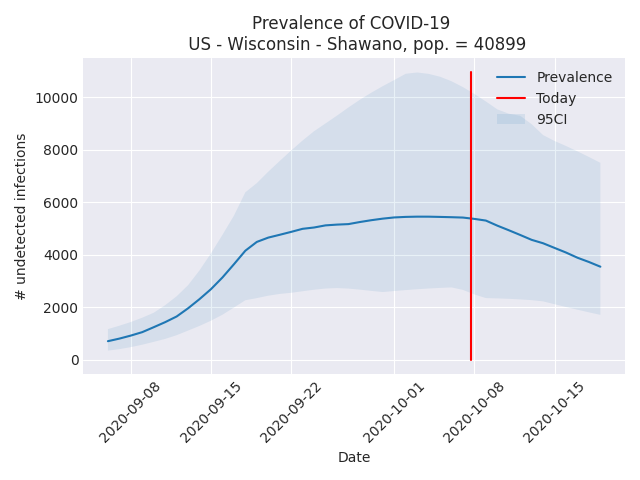 Prevalence of COVID-19
US - Wisconsin - Shawano, pop. = 40899
# undetected infections
10000
8000
6000
4000
2000
0
Prevalence
Today
95CI
2020-09-08
2020-09-15
2020-09-22
2020-10-01
2020-10-08
2020-10-15
Date